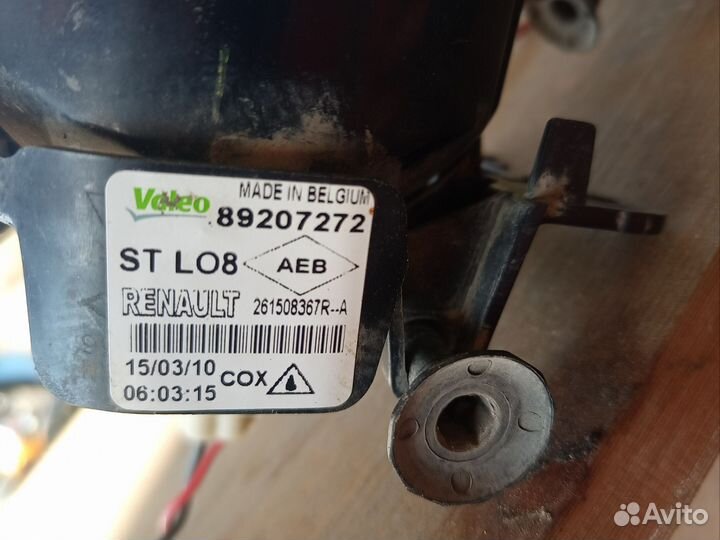 Valeo MADE IN BELGIUM
89207272
ST LO8 AEB
RENAULT 261508367R--A
15/03/10 COX
06:03:15
Avito